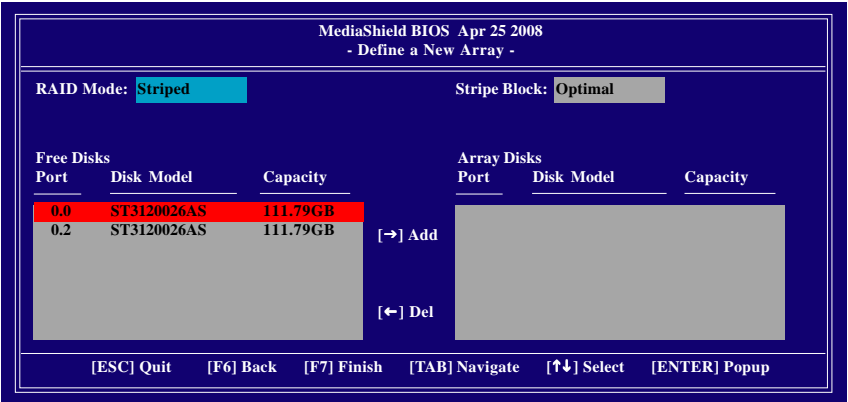 MediaShield BIOS Apr 25 2008
- Define a New Array -
RAID Mode: Striped
Stripe Block: Optimal
Free Disks
Array Disks
Port Disk Model Capacity
Port Disk Model Capacity
0.0 ST3120026AS 111.79GB
0.2 ST3120026AS 111.79GB
[→] Add
[←] Del
[ESC] Quit [F6] Back [F7] Finish [TAB] Navigate [↑↓] Select [ENTER] Popup